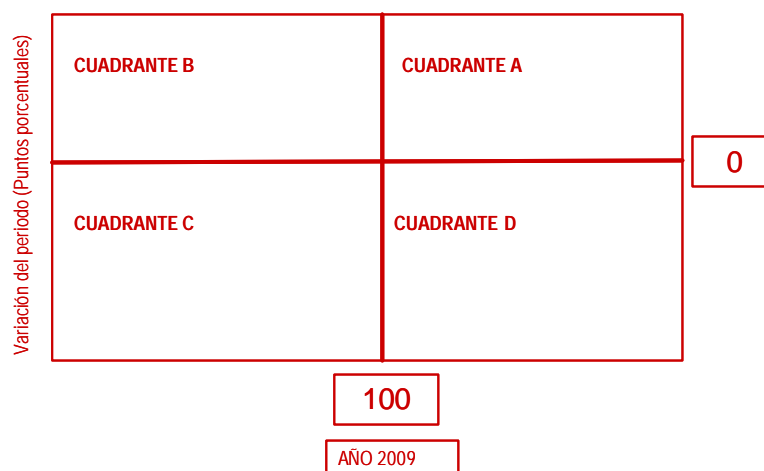 Variación del periodo (Puntos porcentuales)
CUADRANTE B
CUADRANTE A
0
CUADRANTE C
CUADRANTE D
100
AÑO 2009